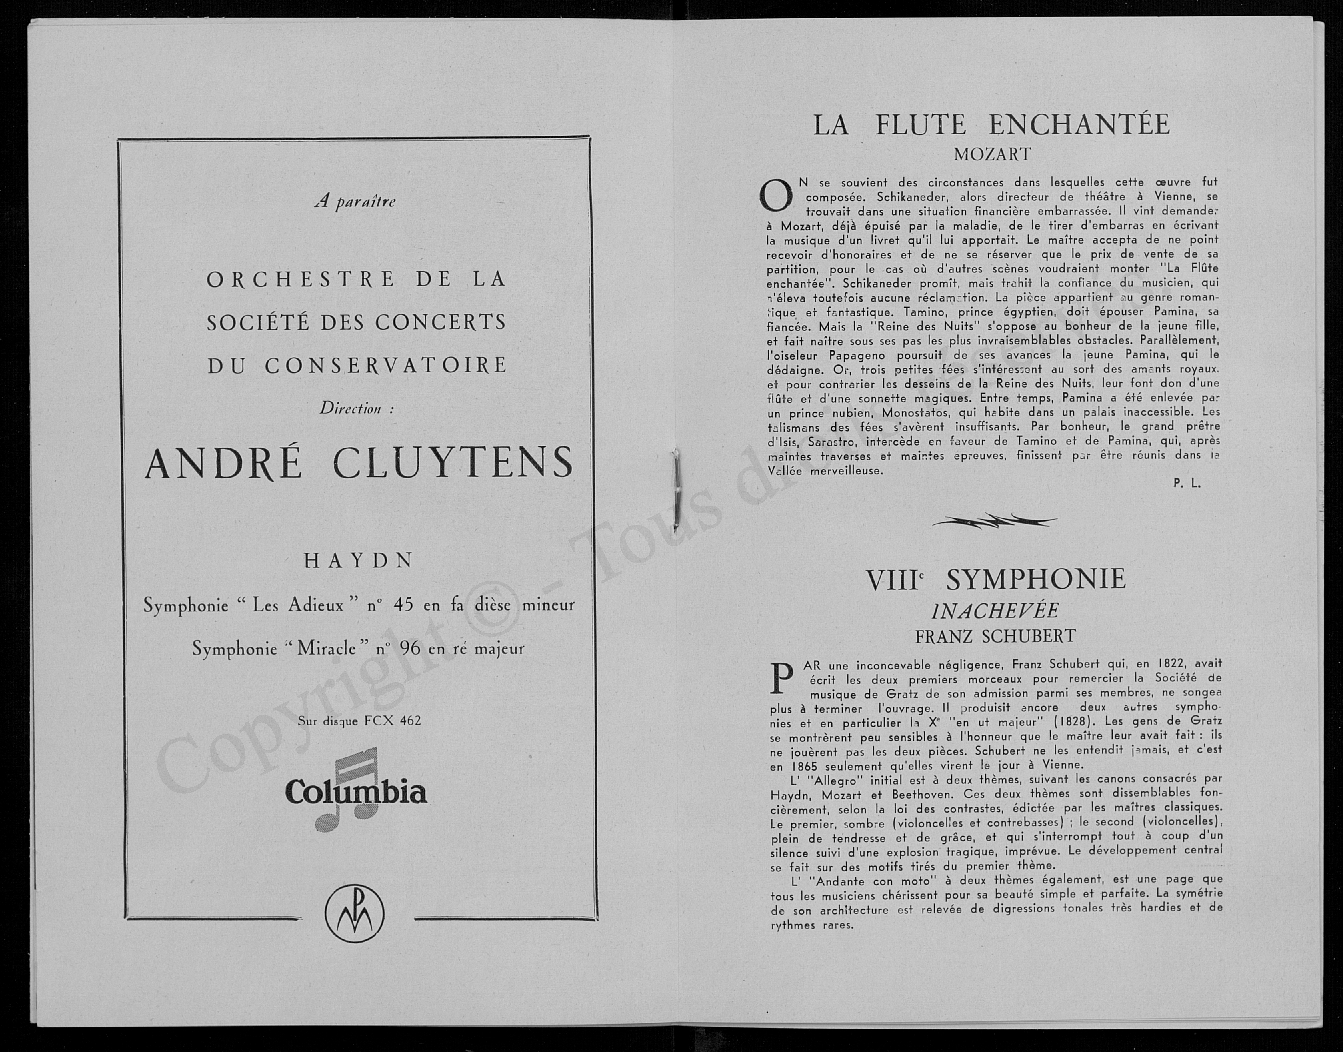 A paraître
ORCHESTRE DE LA
SOCIÉTÉ DES CONCERTS
DU CONSERVATOIRE
Direction :
ANDRÉ CLUYTENS
HAYDN
Symphonie “ Les Adieux ” n° 45 en fa dièse mineur
Symphonie “ Miracle ” n° 96 en ré majeur
Sur disque FCX 462
Columbia
LA FLUTE ENCHANTÉE
MOZART
ON se souvient des circonstances dans lesquelles cette œuvre fut
composée. Schikaneder, alors directeur de théâtre à Vienne, se
trouvait dans une situation financière embarrassée. Il vint demander
à Mozart, déjà épuisé par la maladie, de le tirer d'embarras en écrivant
la musique d'un livret qu'il lui apportait. Le maître accepta de ne point
recevoir d'honoraires et de ne se réserver que le prix de vente de sa
partition, pour le cas où d'autres scènes voudraient monter "La Flûte
enchantée". Schikaneder promit, mais trahit la confiance du musicien, qui
n'éleva toutefois aucune réclamation. La pièce appartient au genre roman-
tique et fantastique. Tamino, prince égyptien, doit épouser Pamina, sa
fiancée. Mais la "Reine des Nuits" s'oppose au bonheur de la jeune fille,
et fait naître sous ses pas les plus invraisemblables obstacles. Parallèlement,
l'oiseleur Papageno poursuit de ses avances la jeune Pamina, qui le
dédaigne. Or, trois petites fées s'intéressent au sort des amants royaux.
et pour contrarier les desseins de la Reine des Nuits, leur font don d'une
flûte et d'une sonnette magiques. Entre temps, Pamina a été enlevée par
un prince nubien, Monostatos, qui habite dans un palais inaccessible. Les
talismans des fées s'avèrent insuffisants. Par bonheur, le grand prêtre
d'Isis, Sarastro, intercède en faveur de Tamino et de Pamina, qui, après
maintes traverses et maintes épreuves, finissent par être réunis dans la
Vallée merveilleuse.
P. L.
VIIIe SYMPHONIE
INACHEVÉE
FRANZ SCHUBERT
PAR une inconcevable négligence, Franz Schubert qui, en 1822, avait
écrit les deux premiers morceaux pour remercier la Société de
musique de Gratz de son admission parmi ses membres, ne songea
plus à terminer l'ouvrage. Il produisit encore deux autres sympho-
nies et en particulier la Xe "en ut majeur" (1828). Les gens de Gratz
se montrèrent peu sensibles à l'honneur que le maître leur avait fait : ils
ne jouèrent pas les deux pièces. Schubert ne les entendit jamais, et c'est
en 1865 seulement qu'elles virent le jour à Vienne.
L' "Allegro" initial est à deux thèmes, suivant les canons consacrés par
Haydn, Mozart et Beethoven. Ces deux thèmes sont dissemblables fon-
cièrement, selon la loi des contrastes, édictée par les maîtres classiques.
Le premier, sombre (violoncelles et contrebasses) ; le second (violoncelles),
plein de tendresse et de grâce, et qui s'interrompt tout à coup d'un
silence suivi d'une explosion tragique, imprévue. Le développement central
se fait sur des motifs tirés du premier thème.
L' "Andante con moto" à deux thèmes également, est une page que
tous les musiciens chérissent pour sa beauté simple et parfaite. La symétrie
de son architecture est relevée de digressions tonales très hardies et de
rythmes rares.
Copyright © - Tous